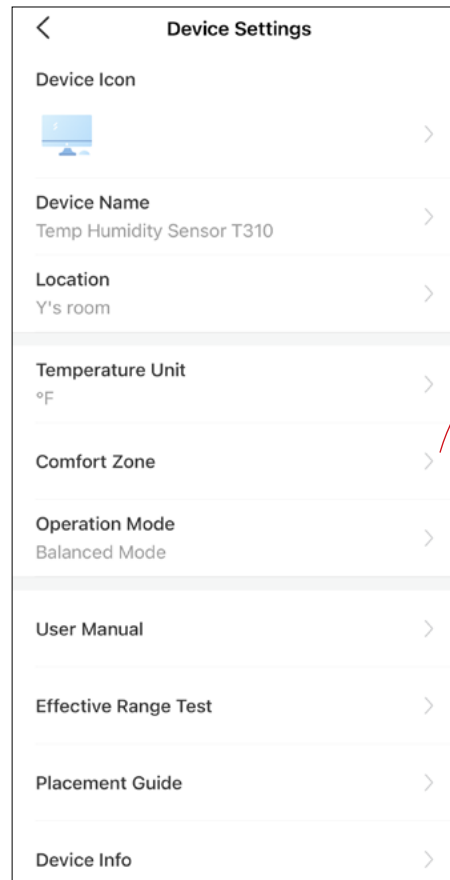 Device Settings
Device Icon
Device Name
Temp Humidity Sensor T310
Location
Y's room
Temperature Unit
°F
Comfort Zone
Operation Mode
Balanced Mode
User Manual
Effective Range Test
Placement Guide
Device Info